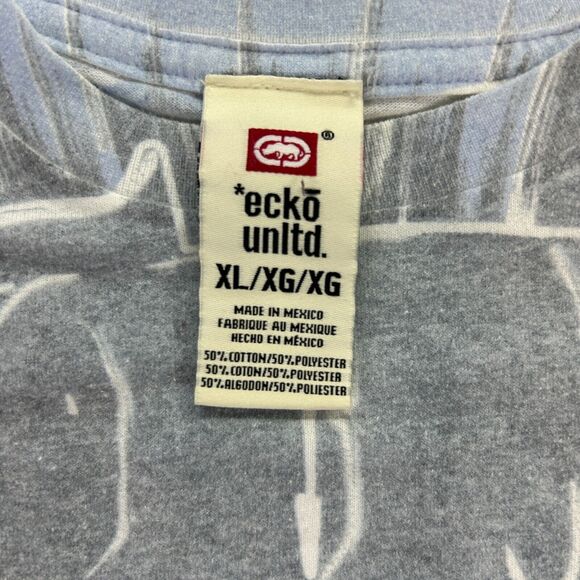 ®
*eckō
unltd.
XL/XG/XG
MADE IN MEXICO
FABRIQUE AU MEXIQUE
HECHO EN MÉXICO
50% COTTON/50% POLYESTER
50% COTON/50% POLYESTER
50% ALGODON/50% POLIESTER